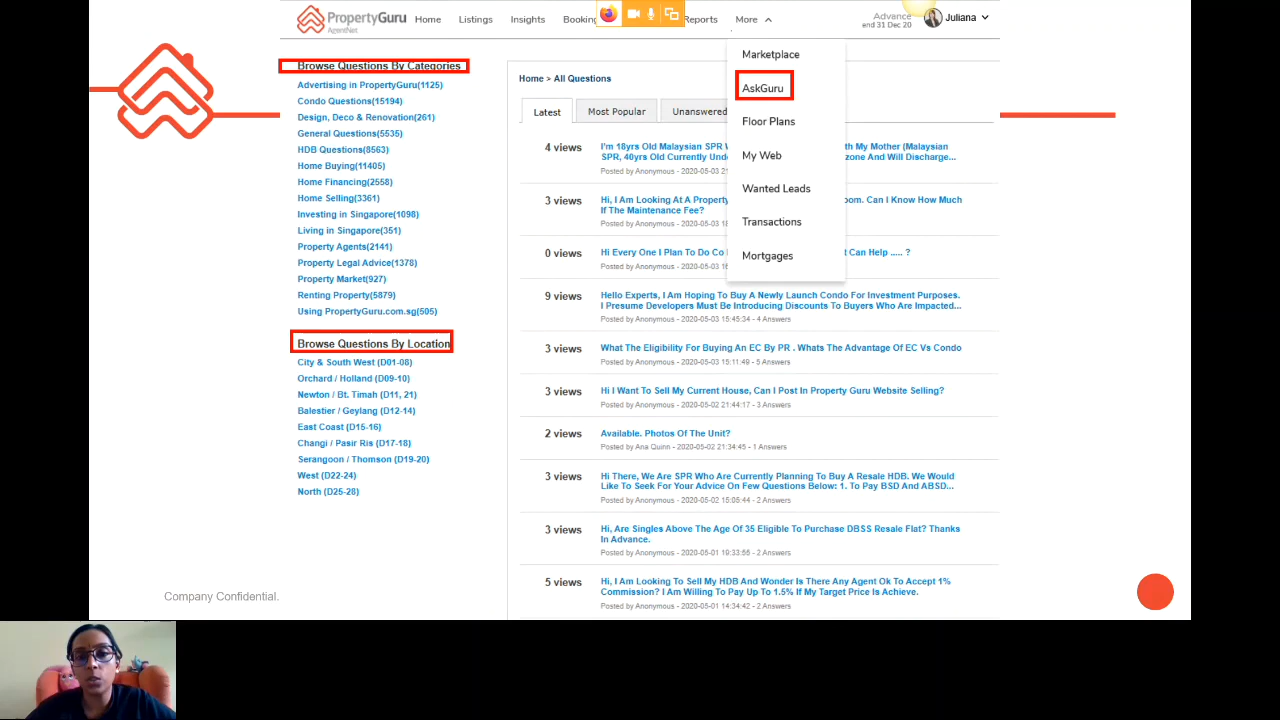 PropertyGuru
AgentNet
Home
Listings
Insights
Booking
Reports
More
Advance
end 31 Dec 20
Juliana
Marketplace
AskGuru
Floor Plans
My Web
Wanted Leads
Transactions
Mortgages
Browse Questions By Categories
Advertising in PropertyGuru(1125)
Condo Questions(15194)
Design, Deco & Renovation(261)
General Questions(5535)
HDB Questions(8563)
Home Buying(11405)
Home Financing(2558)
Home Selling(3361)
Investing in Singapore(1098)
Living in Singapore(351)
Property Agents(2141)
Property Legal Advice(1378)
Property Market(927)
Renting Property(5879)
Using PropertyGuru.com.sg(505)
Browse Questions By Location
City & South West (D01-08)
Orchard / Holland (D09-10)
Newton / Bt. Timah (D11, 21)
Balestier / Geylang (D12-14)
East Coast (D15-16)
Changi / Pasir Ris (D17-18)
Serangoon / Thomson (D19-20)
West (D22-24)
North (D25-28)
Home > All Questions
Latest
Most Popular
Unanswered
4 views
I'm 18yrs Old Malaysian SPR With My Mother (Malaysian
SPR, 40yrs Old Currently zone And Will Discharge...
Posted by Anonymous - 2020-05-03
3 views
Hi, I Am Looking At A Property Can I Know How Much
If The Maintenance Fee?
Posted by Anonymous - 2020-05-03
0 views
Hi Every One I Plan To Do Can Help ..... ?
Posted by Anonymous - 2020-05-03
9 views
Hello Experts, I Am Hoping To Buy A Newly Launch Condo For Investment Purposes.
I Presume Developers Must Be Introducing Discounts To Buyers Who Are Impacted...
Posted by Anonymous - 2020-05-03 15:45:34 - 4 Answers
3 views
What The Eligibility For Buying An EC By PR . Whats The Advantage Of EC Vs Condo
Posted by Anonymous - 2020-05-03 15:11:49 - 5 Answers
3 views
Hi I Want To Sell My Current House, Can I Post In Property Guru Website Selling?
Posted by Anonymous - 2020-05-02 21:44:17 - 3 Answers
2 views
Available. Photos Of The Unit?
Posted by Ana Quinn - 2020-05-02 21:34:45 - 1 Answers
3 views
Hi There, We Are SPR Who Are Currently Planning To Buy A Resale HDB. We Would
Like To Seek For Your Advice On Few Questions Below: 1. To Pay BSD And ABSD...
Posted by Anonymous - 2020-05-02 15:05:44 - 2 Answers
3 views
Hi, Are Singles Above The Age Of 35 Eligible To Purchase DBSS Resale Flat? Thanks
In Advance.
Posted by Anonymous - 2020-05-01 19:33:56 - 2 Answers
5 views
Hi, I Am Looking To Sell My HDB And Wonder Is There Any Agent Ok To Accept 1%
Commission? I Am Willing To Pay Up To 1.5% If My Target Price Is Achieve.
Posted by Anonymous - 2020-05-01 14:34:42 - 2 Answers
Company Confidential.